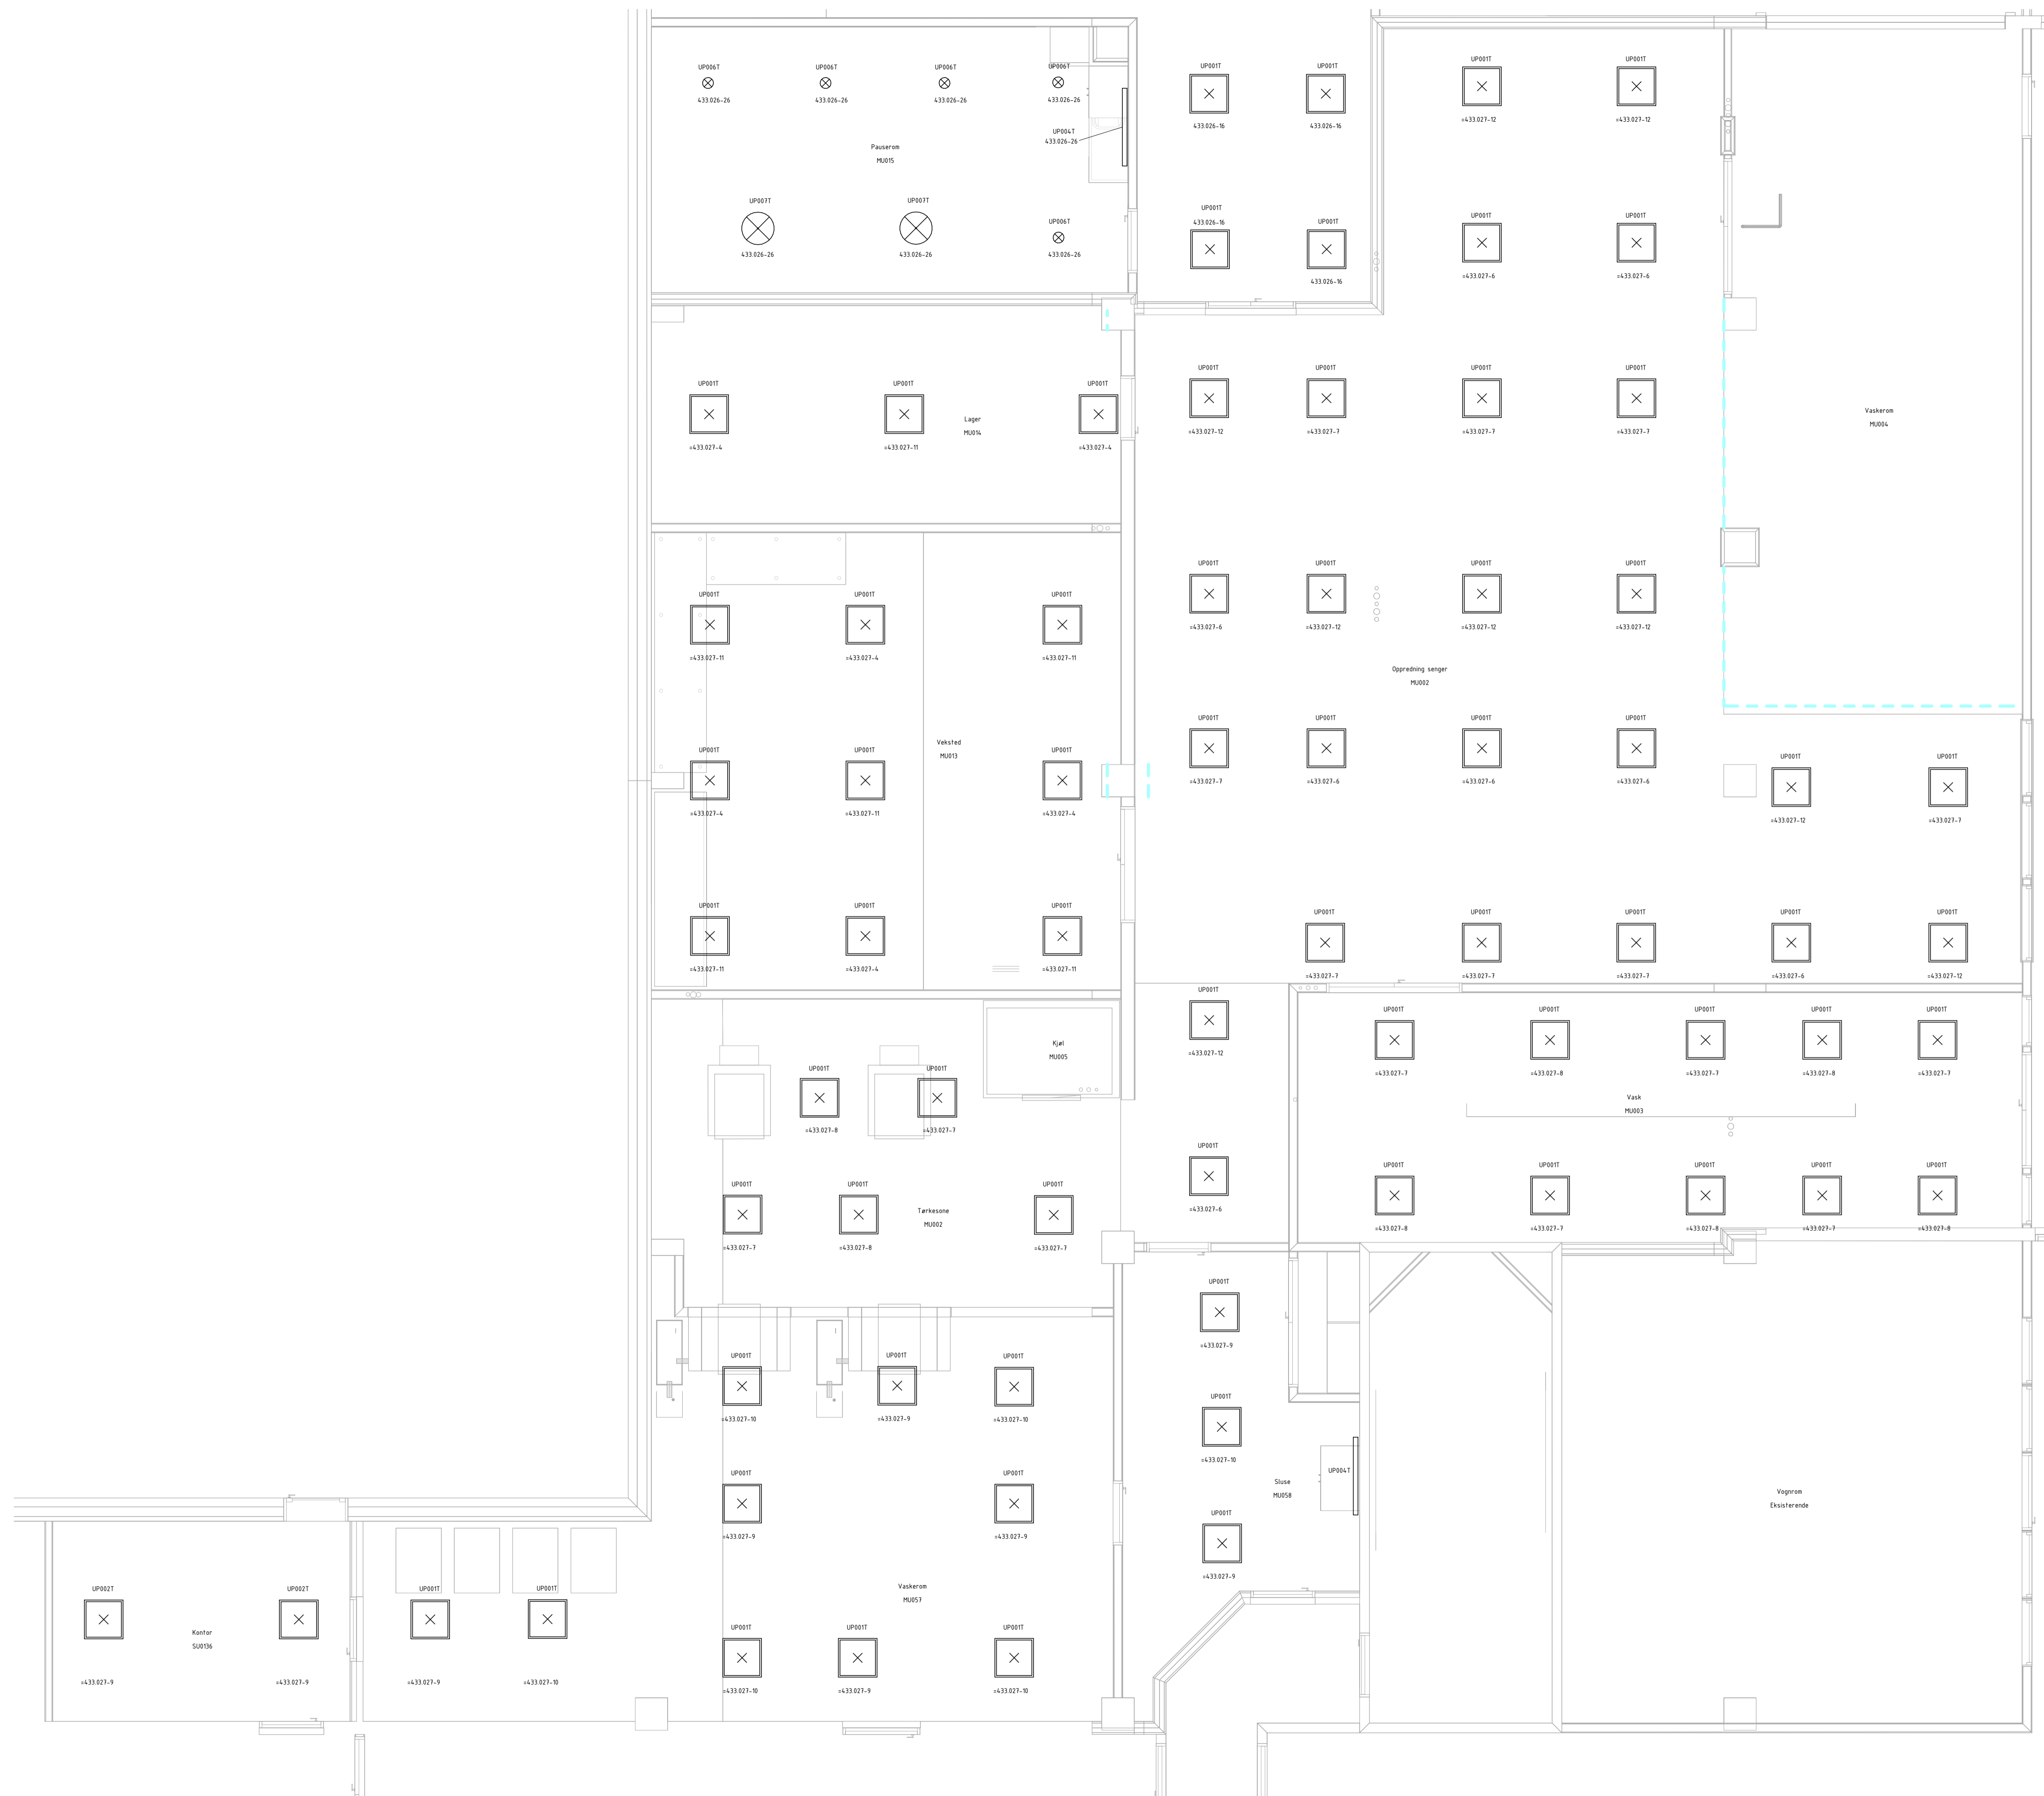 UP006T
UP006T
UP006T
UP006T
433.026-26
433.026-26
433.026-26
433.026-26
UP004T
433.026-26
Pauserom
MU015
UP007T
UP007T
UP006T
433.026-26
433.026-26
433.026-26
UP001T
UP001T
433.026-16
433.026-16
UP001T
433.026-16
UP001T
433.026-16
UP001T
UP001T
=433.027-12
=433.027-12
UP001T
UP001T
=433.027-6
=433.027-6
UP001T
UP001T
UP001T
UP001T
=433.027-12
=433.027-7
=433.027-7
=433.027-7
Vaskerom
MU004
UP001T
UP001T
UP001T
Lager
MU014
=433.027-4
=433.027-11
=433.027-4
UP001T
UP001T
UP001T
UP001T
=433.027-6
=433.027-12
=433.027-12
=433.027-12
UP001T
UP001T
UP001T
=433.027-11
=433.027-4
=433.027-11
Oppredning senger
MU002
UP001T
UP001T
UP001T
UP001T
=433.027-7
=433.027-6
=433.027-6
=433.027-6
Veksted
MU013
UP001T
UP001T
UP001T
=433.027-4
=433.027-11
=433.027-4
UP001T
UP001T
=433.027-12
=433.027-7
UP001T
UP001T
UP001T
=433.027-11
=433.027-4
=433.027-11
UP001T
UP001T
UP001T
UP001T
UP001T
=433.027-7
=433.027-7
=433.027-7
=433.027-6
=433.027-12
UP001T
=433.027-12
UP001T
UP001T
UP001T
UP001T
UP001T
=433.027-7
=433.027-8
=433.027-7
=433.027-8
=433.027-7
Kjøl
MU005
UP001T
UP001T
=433.027-8
=433.027-7
Vask
MU003
UP001T
=433.027-6
UP001T
UP001T
UP001T
UP001T
UP001T
=433.027-8
=433.027-7
=433.027-8
=433.027-7
=433.027-8
UP001T
UP001T
UP001T
Tørkesone
MU002
=433.027-7
=433.027-8
=433.027-7
UP001T
=433.027-9
UP001T
UP001T
UP001T
=433.027-10
=433.027-9
=433.027-10
UP001T
=433.027-10
UP001T
UP001T
=433.027-9
=433.027-9
UP004T
Sluse
MU058
Vognrom
Eksisterende
UP001T
=433.027-9
Vaskerom
MU057
UP002T
UP002T
UP001T
UP001T
Kontor
SU0136
=433.027-9
=433.027-9
=433.027-9
=433.027-10
UP001T
UP001T
UP001T
=433.027-10
=433.027-9
=433.027-10